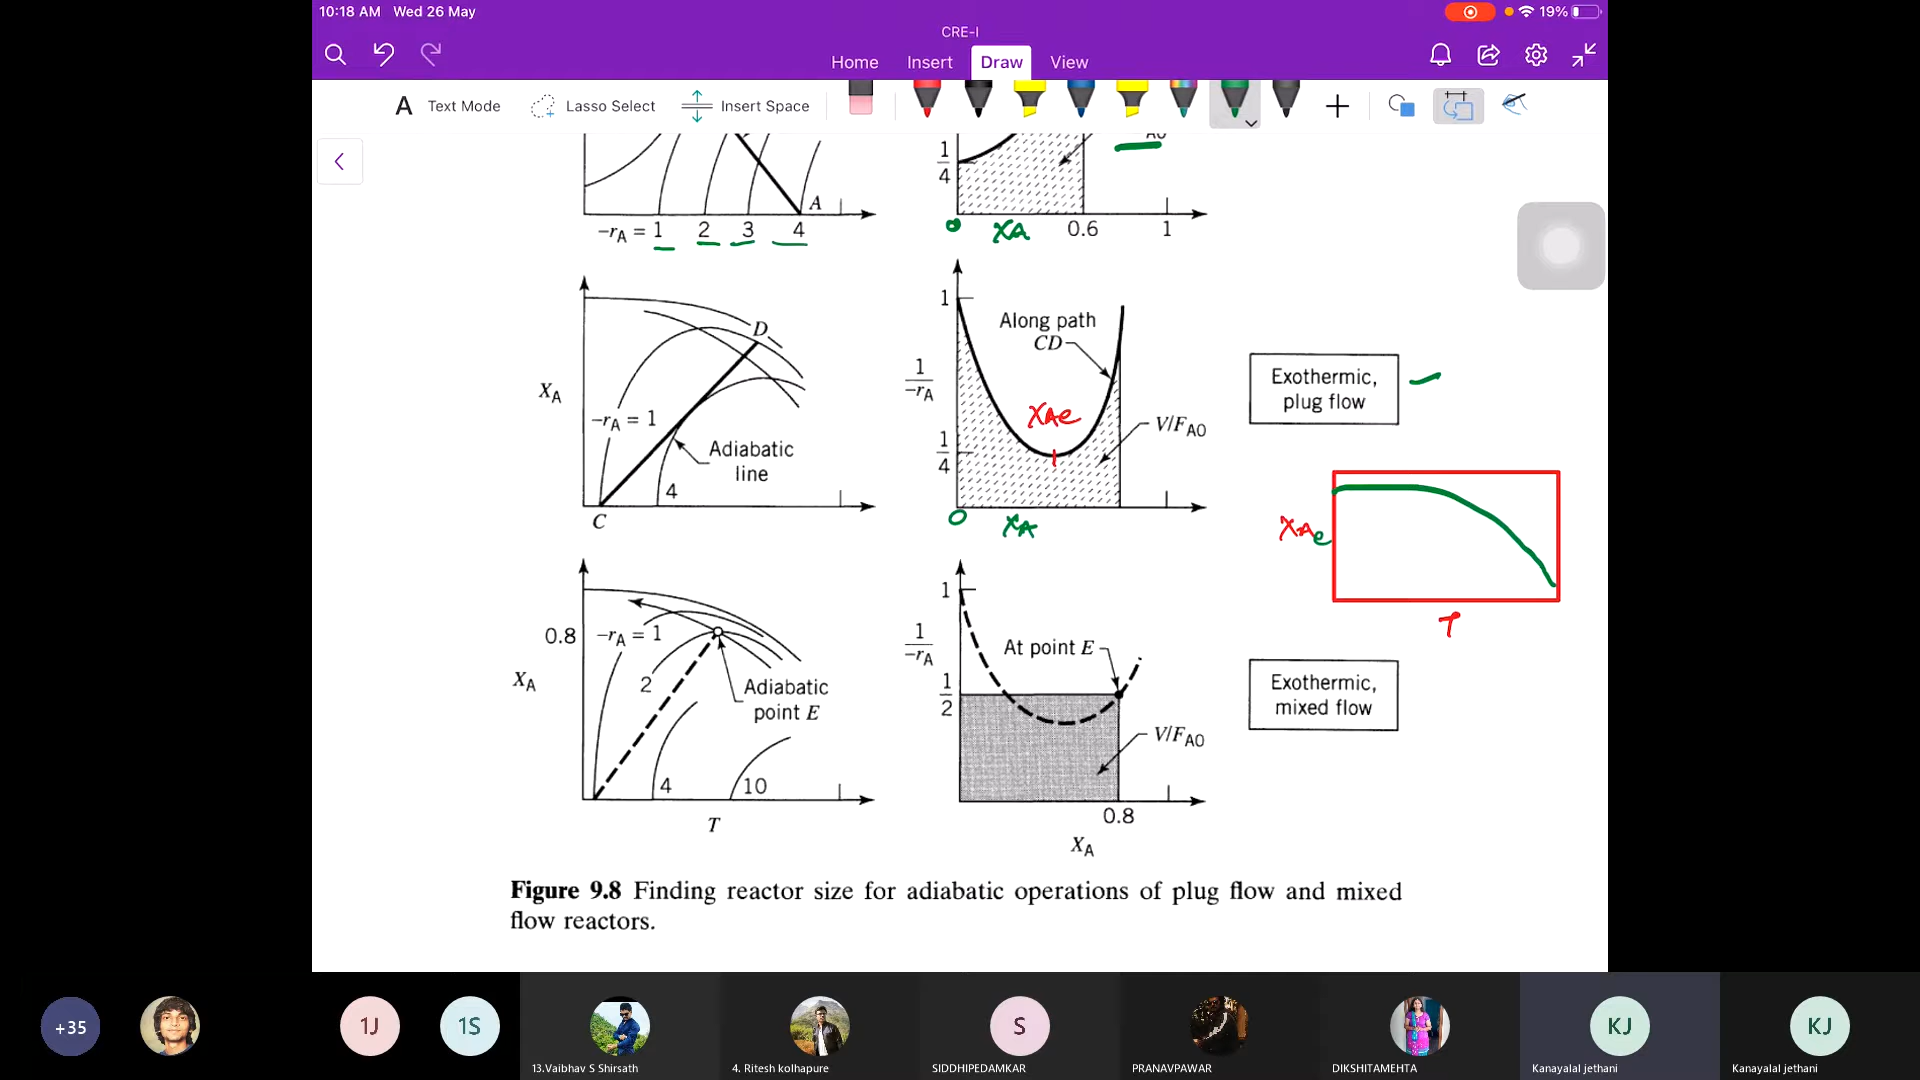 10:18 AM Wed 26 May
19%
CRE-I
Home Insert Draw View
A Text Mode Lasso Select Insert Space
A
-rA = 1 2 3 4
1/4
A0
0 XA 0.6 1
XA
D
-rA = 1
Adiabatic
line
4
C
1
Along path
CD
1/-rA
XAe
1/4
V/FA0
0 XA
Exothermic,
plug flow
XAe
T
0.8
-rA = 1
XA
2
Adiabatic
point E
4 10
T
1
1/-rA
At point E
1/2
V/FA0
0.8
XA
Exothermic,
mixed flow
Figure 9.8 Finding reactor size for adiabatic operations of plug flow and mixed
flow reactors.
+35
1J
1S
13.Vaibhav S Shirsath
4. Ritesh kolhapure
S
SIDDHIPEDAMKAR
PRANAVPAWAR
DIKSHITAMEHTA
KJ
Kanayalal jethani
KJ
Kanayalal jethani